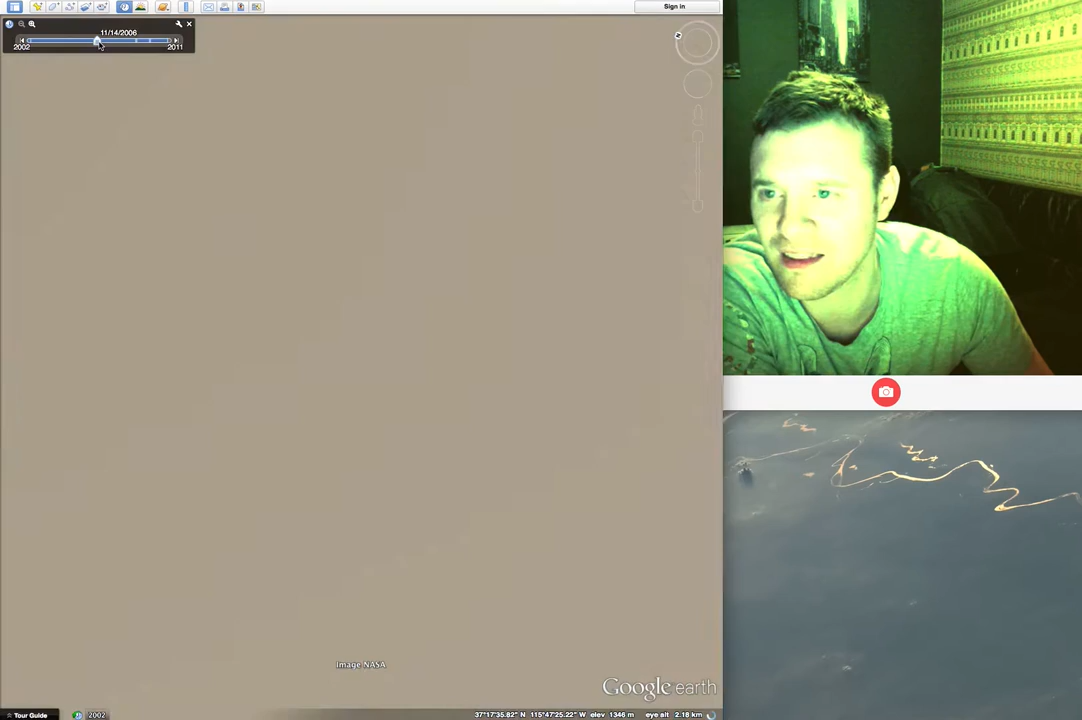 Sign in
11/14/2006
2002
2011
Image NASA
Google earth
Tour Guide
2002
37°17'35.82" N 115°47'25.22" W elev 1346 m eye alt 2.18 km